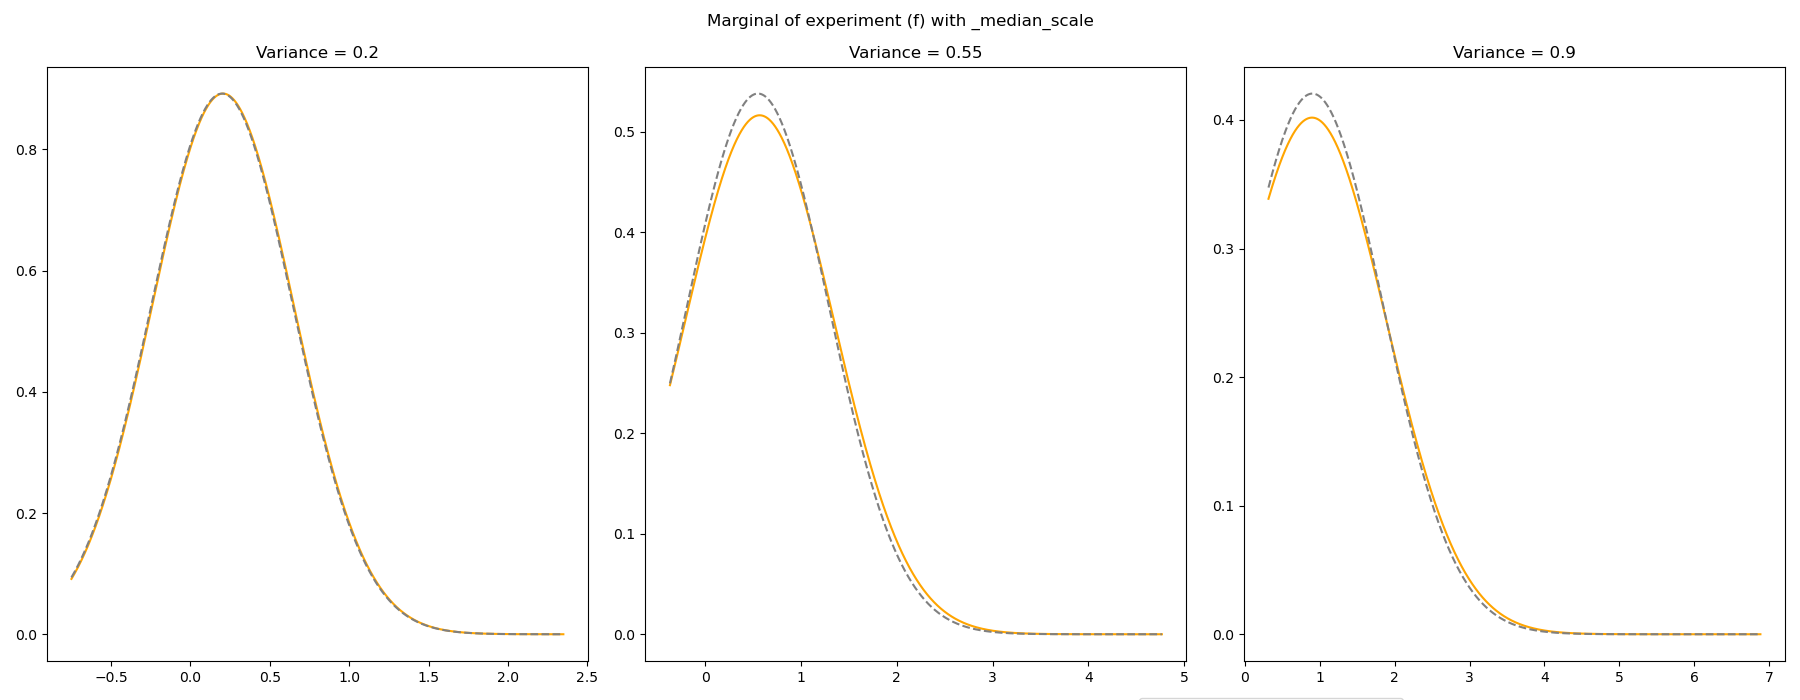 Marginal of experiment (f) with _median_scale
Variance = 0.2
0.8
0.6
0.4
0.2
0.0
−0.5 0.0 0.5 1.0 1.5 2.0 2.5
Variance = 0.55
0.5
0.4
0.3
0.2
0.1
0.0
0 1 2 3 4 5
Variance = 0.9
0.4
0.3
0.2
0.1
0.0
0 1 2 3 4 5 6 7